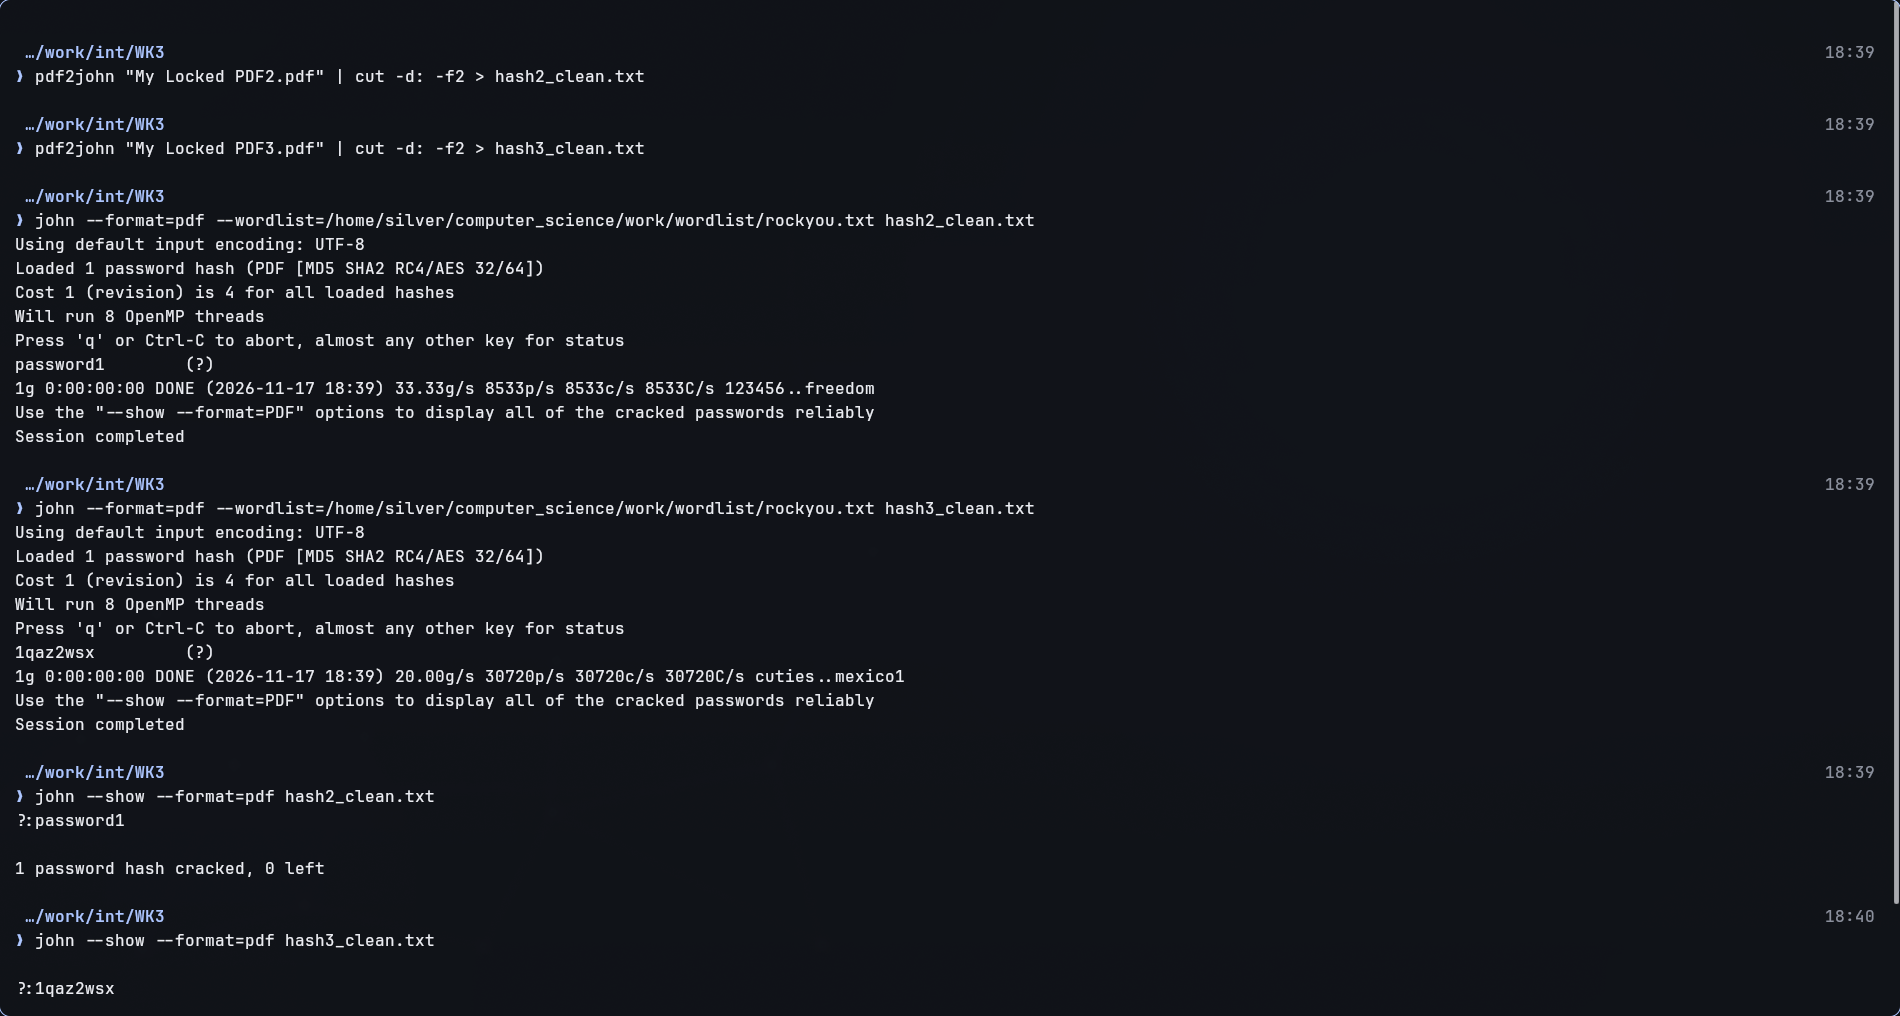 …/work/int/WK3 18:39
❯ pdf2john "My Locked PDF2.pdf" | cut -d: -f2 > hash2_clean.txt
…/work/int/WK3 18:39
❯ pdf2john "My Locked PDF3.pdf" | cut -d: -f2 > hash3_clean.txt
…/work/int/WK3 18:39
❯ john --format=pdf --wordlist=/home/silver/computer_science/work/wordlist/rockyou.txt hash2_clean.txt
Using default input encoding: UTF-8
Loaded 1 password hash (PDF [MD5 SHA2 RC4/AES 32/64])
Cost 1 (revision) is 4 for all loaded hashes
Will run 8 OpenMP threads
Press 'q' or Ctrl-C to abort, almost any other key for status
password1        (?)
1g 0:00:00:00 DONE (2026-11-17 18:39) 33.33g/s 8533p/s 8533c/s 8533C/s 123456..freedom
Use the "--show --format=PDF" options to display all of the cracked passwords reliably
Session completed
…/work/int/WK3 18:39
❯ john --format=pdf --wordlist=/home/silver/computer_science/work/wordlist/rockyou.txt hash3_clean.txt
Using default input encoding: UTF-8
Loaded 1 password hash (PDF [MD5 SHA2 RC4/AES 32/64])
Cost 1 (revision) is 4 for all loaded hashes
Will run 8 OpenMP threads
Press 'q' or Ctrl-C to abort, almost any other key for status
1qaz2wsx         (?)
1g 0:00:00:00 DONE (2026-11-17 18:39) 20.00g/s 30720p/s 30720c/s 30720C/s cuties..mexico1
Use the "--show --format=PDF" options to display all of the cracked passwords reliably
Session completed
…/work/int/WK3 18:39
❯ john --show --format=pdf hash2_clean.txt
?:password1
1 password hash cracked, 0 left
…/work/int/WK3 18:40
❯ john --show --format=pdf hash3_clean.txt
?:1qaz2wsx